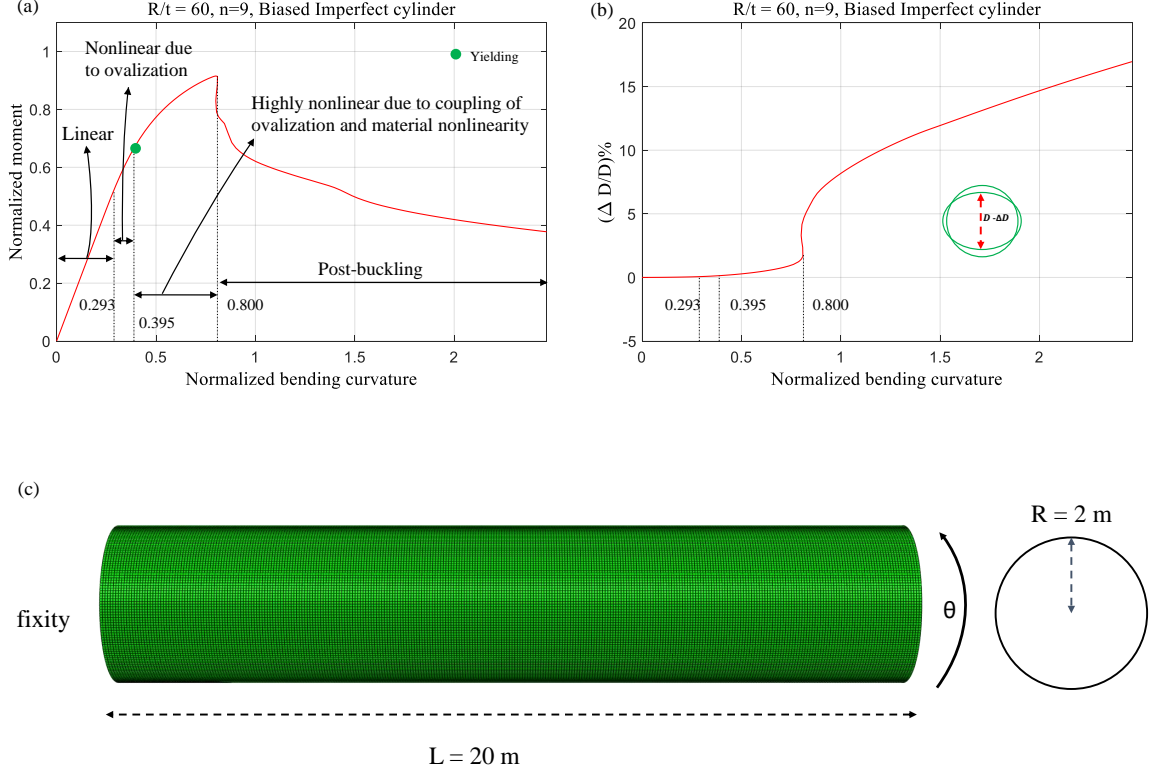 (a)
R/t = 60, n=9, Biased Imperfect cylinder
Nonlinear due
to ovalization
Yielding
Highly nonlinear due to coupling of
ovalization and material nonlinearity
Linear
Post-buckling
0.293
0.395
0.800
Normalized moment
1
0.8
0.6
0.4
0.2
0
0
0.5
1
1.5
2
Normalized bending curvature
(b)
R/t = 60, n=9, Biased Imperfect cylinder
(Δ D/D)%
20
15
10
5
0
-5
D -ΔD
0.293
0.395
0.800
0
0.5
1
1.5
2
Normalized bending curvature
(c)
fixity
θ
R = 2 m
L = 20 m